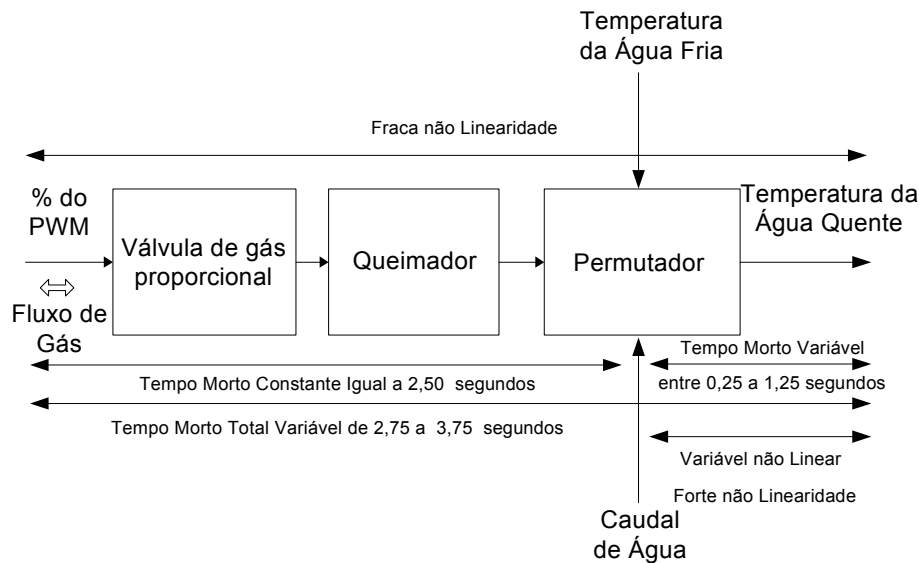 Temperatura
da Água Fria
Fraca não Linearidade
% do
PWM
Fluxo de
Gás
Válvula de gás
proporcional
Queimador
Permutador
Temperatura da
Água Quente
Tempo Morto Constante Igual a 2,50 segundos
Tempo Morto Variável
entre 0,25 a 1,25 segundos
Tempo Morto Total Variável de 2,75 a 3,75 segundos
Variável não Linear
Forte não Linearidade
Caudal
de Água